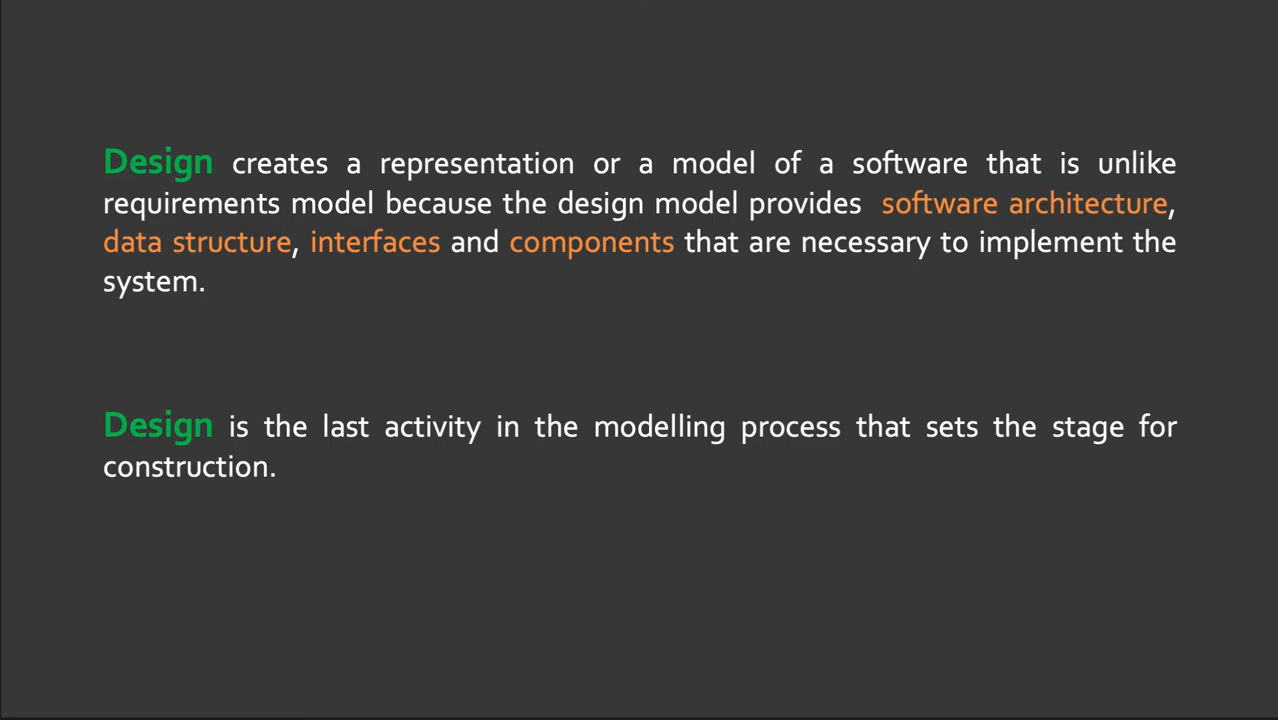 Design creates a representation or a model of a software that is unlike
requirements model because the design model provides software architecture,
data structure, interfaces and components that are necessary to implement the
system.
Design is the last activity in the modelling process that sets the stage for
construction.